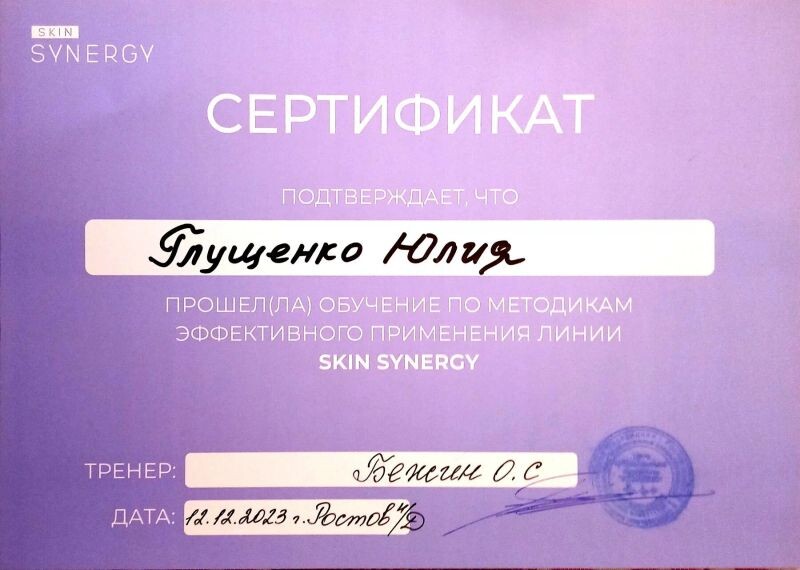 SKIN
SYNERGY
СЕРТИФИКАТ
ПОДТВЕРЖДАЕТ, ЧТО
Глущенко Юлия
ПРОШЕЛ(ЛА) ОБУЧЕНИЕ ПО МЕТОДИКАМ
ЭФФЕКТИВНОГО ПРИМЕНЕНИЯ ЛИНИИ
SKIN SYNERGY
ТРЕНЕР: Бежин О.С
ДАТА: 12.12.2023 г. Ростов н/Д